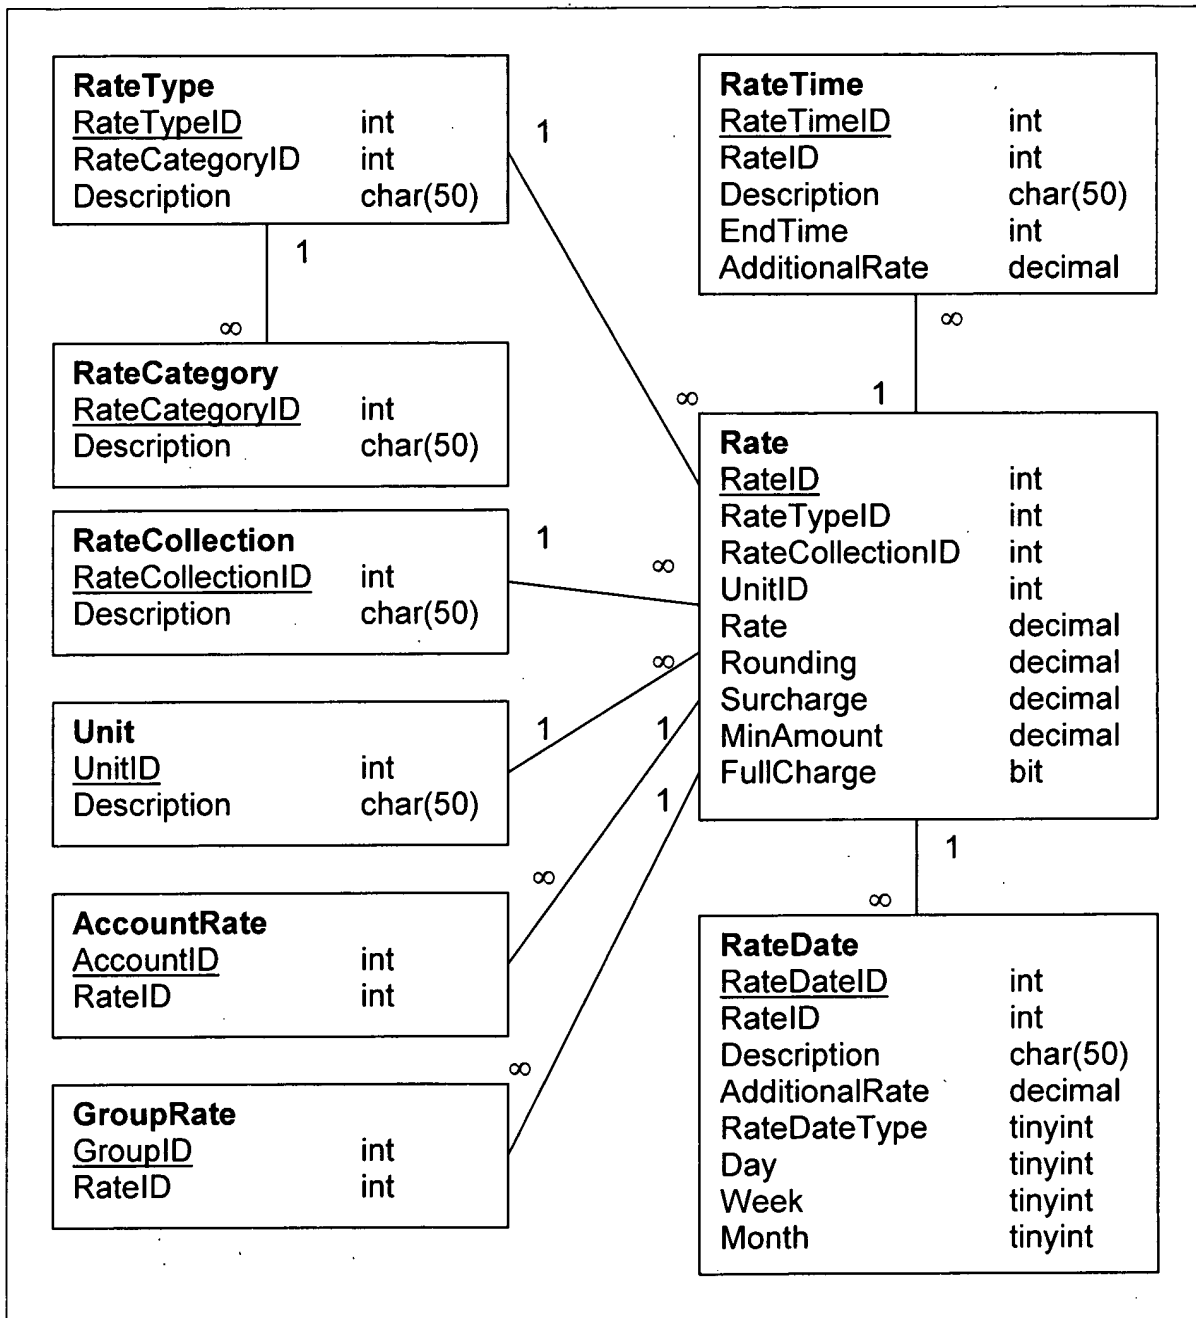 RateType
RateTypeID int
RateCategoryID int
Description char(50)
1
1
∞
RateCategory
RateCategoryID int
Description char(50)
RateCollection
RateCollectionID int
Description char(50)
1
∞
Unit
UnitID int
Description char(50)
1
∞
AccountRate
AccountID int
RateID int
1
∞
GroupRate
GroupID int
RateID int
1
∞
RateTime
RateTimeID int
RateID int
Description char(50)
EndTime int
AdditionalRate decimal
∞
1
∞
Rate
RateID int
RateTypeID int
RateCollectionID int
UnitID int
Rate decimal
Rounding decimal
Surcharge decimal
MinAmount decimal
FullCharge bit
1
∞
RateDate
RateDateID int
RateID int
Description char(50)
AdditionalRate decimal
RateDateType tinyint
Day tinyint
Week tinyint
Month tinyint